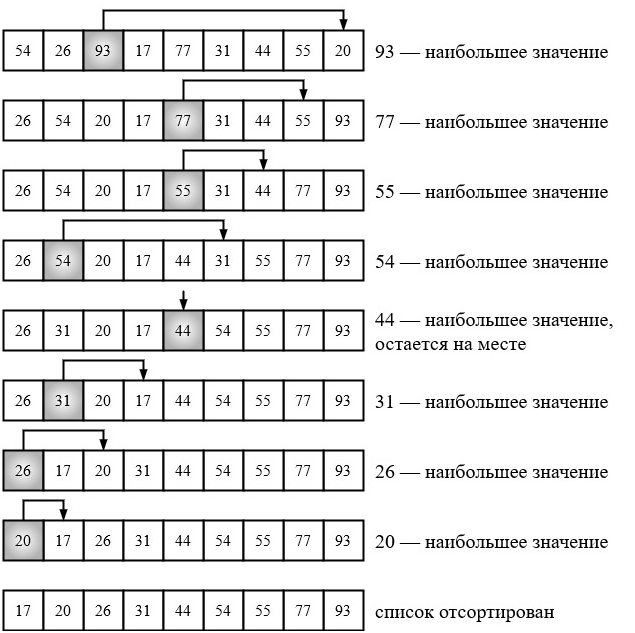 54 26 93 17 77 31 44 55 20 93 — наибольшее значение
26 54 20 17 77 31 44 55 93 77 — наибольшее значение
26 54 20 17 55 31 44 77 93 55 — наибольшее значение
26 54 20 17 44 31 55 77 93 54 — наибольшее значение
26 31 20 17 44 54 55 77 93 44 — наибольшее значение,
остается на месте
26 31 20 17 44 54 55 77 93 31 — наибольшее значение
26 17 20 31 44 54 55 77 93 26 — наибольшее значение
20 17 26 31 44 54 55 77 93 20 — наибольшее значение
17 20 26 31 44 54 55 77 93 список отсортирован